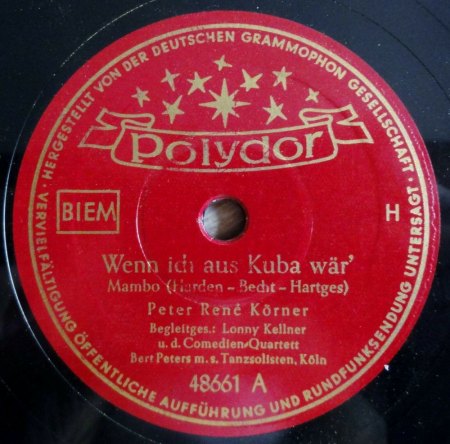 HERGESTELLT VON DER DEUTSCHEN GRAMMOPHON GESELLSCHAFT
Polydor
BIEM
H
Wenn ich aus Kuba wär'
Mambo (Harden - Becht - Hartges)
Peter René Körner
Begleitges.: Lonny Kellner
u. d. Comedien-Quartett
Bert Peters m. s. Tanzsolisten, Köln
48661 A
· VERVIELFÄLTIGUNG ÖFFENTLICHE AUFFÜHRUNG UND RUNDFUNKSENDUNG UNTERSAGT ·